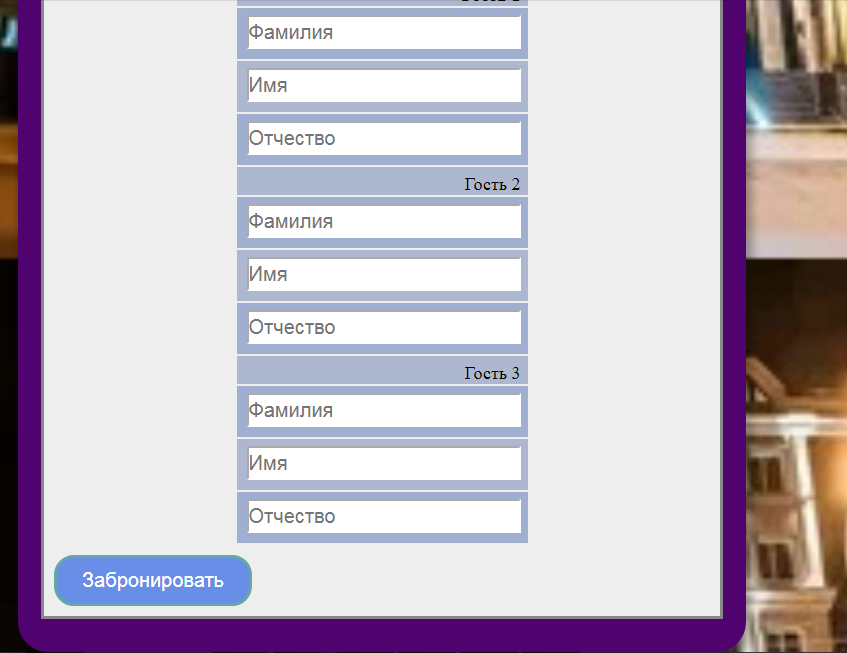 Фамилия
Имя
Отчество
Гость 2
Фамилия
Имя
Отчество
Гость 3
Фамилия
Имя
Отчество
Забронировать